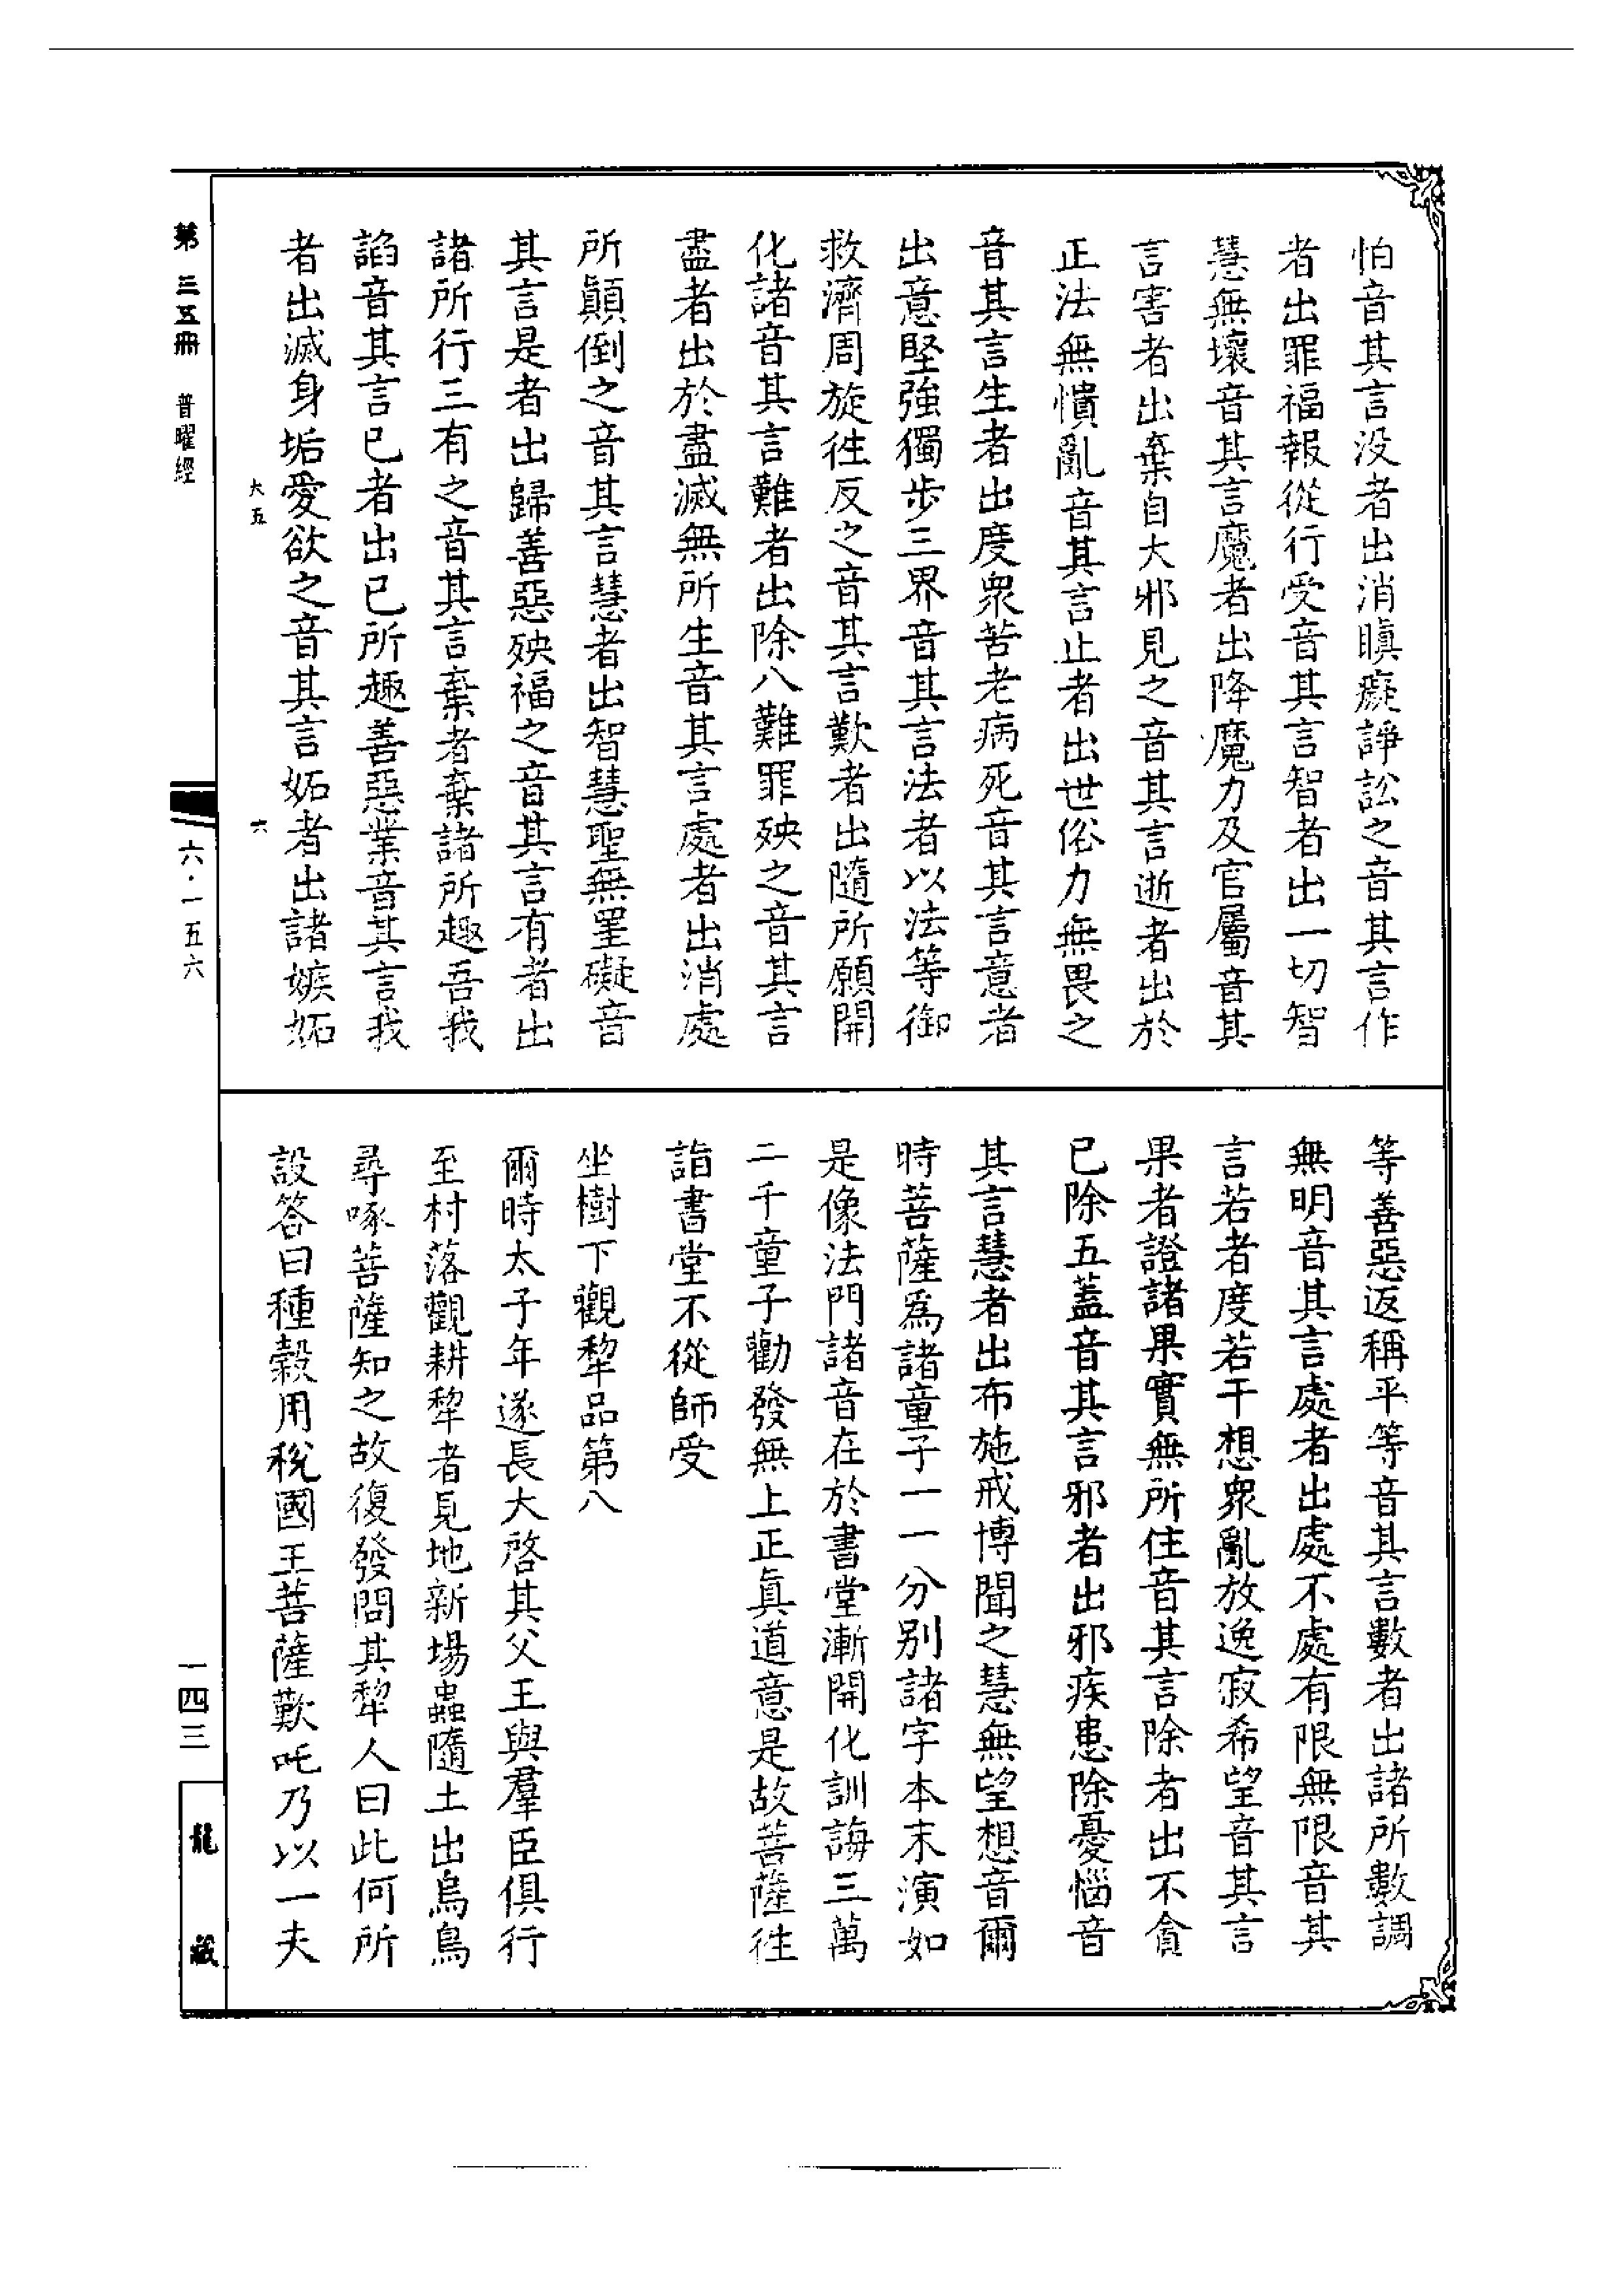 怕音其言没者出消瞋癡諍訟之音其言作
者出罪福報從行受音其言智者出一切智
慧無壞音其言魔者出降魔力及官屬音其
言害者出棄自大邪見之音其言逝者出於
正法無憒亂音其言止者出世俗力無畏之
音其言生者出度衆苦老病死音其言意者
出意堅強獨步三界音其言法者以法等御
救濟周旋徃反之音其言歎者出隨所願開
化諸音其言難者出除八難罪殃之音其言
盡者出於盡滅無所生音其言處者出消處
所顚倒之音其言慧者出智慧聖無罣礙音
其言是者出歸善惡殃福之音其言有者出
諸所行三有之音其言棄者棄諸所趣吾我
諂音其言已者出已所趣善惡業音其言我
者出滅身垢愛欲之音其言妬者出諸嫉妬
等善惡返稱平等音其言數者出諸所數調
無明音其言處者出處不處有限無限音其
言若者度若干想衆亂放逸寂希望音其言
果者證諸果實無所住音其言除者出不貪
已除五蓋音其言邪者出邪疾患除憂惱音
其言慧者出布施戒博聞之慧無望想音爾
時菩薩爲諸童子一一分别諸字本末演如
是像法門諸音在於書堂漸開化訓誨三萬
二千童子勸發無上正眞道意是故菩薩徃
詣書堂不從師受
坐樹下觀犂品第八
爾時太子年遂長大啓其父王與羣臣俱行
至村落觀耕犂者見地新場蟲隨土出烏鳥
尋啄菩薩知之故復發問其犂人曰此何所
設答曰種穀用稅國王菩薩歎吒乃以一夫
第三五冊 普曜經
大五
六
六·一五六
一四三
龍藏